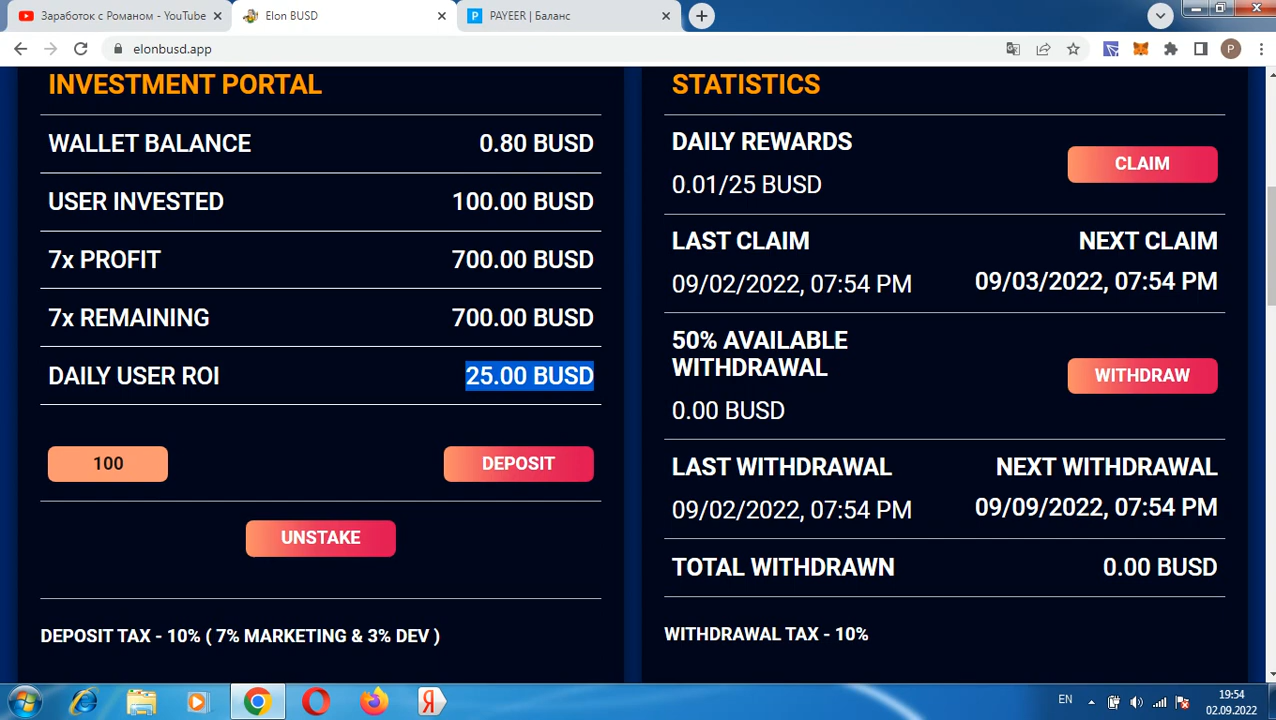 Заработок с Романом - YouTube
Elon BUSD
PAYEER | Баланс
elonbusd.app
P
INVESTMENT PORTAL
WALLET BALANCE 0.80 BUSD
USER INVESTED 100.00 BUSD
7x PROFIT 700.00 BUSD
7x REMAINING 700.00 BUSD
DAILY USER ROI 25.00 BUSD
100 DEPOSIT
UNSTAKE
DEPOSIT TAX - 10% ( 7% MARKETING & 3% DEV )
STATISTICS
DAILY REWARDS
0.01/25 BUSD
CLAIM
LAST CLAIM NEXT CLAIM
09/02/2022, 07:54 PM 09/03/2022, 07:54 PM
50% AVAILABLE
WITHDRAWAL
0.00 BUSD
WITHDRAW
LAST WITHDRAWAL NEXT WITHDRAWAL
09/02/2022, 07:54 PM 09/09/2022, 07:54 PM
TOTAL WITHDRAWN 0.00 BUSD
WITHDRAWAL TAX - 10%
EN
19:54
02.09.2022